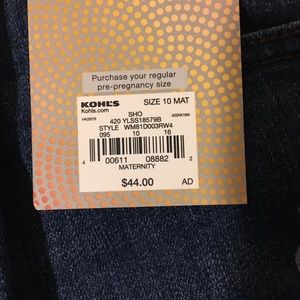 Purchase your regular
pre-pregnancy size
KOHL'S SIZE 10 MAT
Kohls.com
SHO
420 YLSS18579B
STYLE WM81D003RW4
095 10 16
4 00611 08882 2
MATERNITY
$44.00 AD